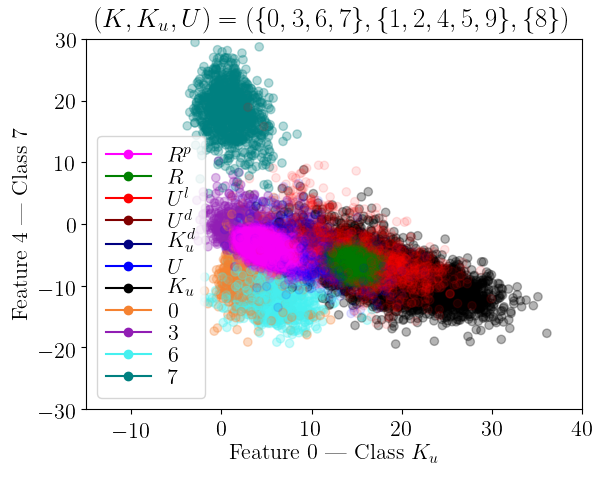 (K, K_u, U) = ({0, 3, 6, 7}, {1, 2, 4, 5, 9}, {8})
30
20
10
0
−10
−20
−30
Feature 4 — Class 7
R^p
R
U^l
U^d
K_u^d
U
K_u
0
3
6
7
−10
0
10
20
30
40
Feature 0 — Class K_u